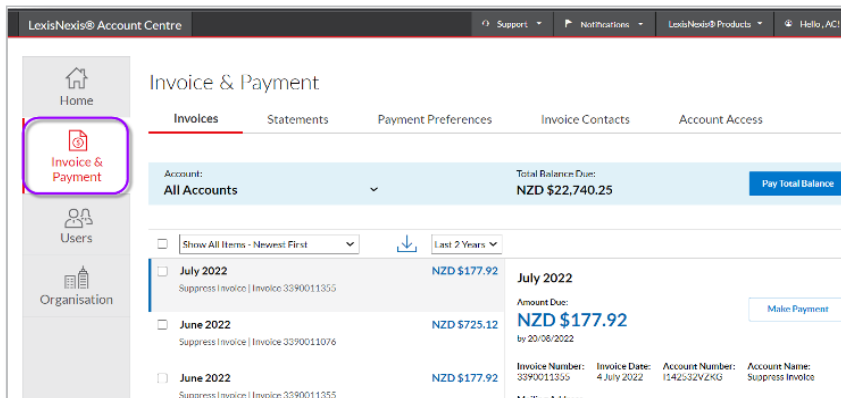 LexisNexis® Account Centre
Support
Notifications
LexisNexis® Products
Hello, AC!
Home
Invoice &
Payment
Users
Organisation
Invoice & Payment
Invoices
Statements
Payment Preferences
Invoice Contacts
Account Access
Account:
All Accounts
Total Balance Due:
NZD $22,740.25
Pay Total Balance
Show All Items - Newest First
Last 2 Years
July 2022
NZD $177.92
Suppress Invoice | Invoice 3390011355
June 2022
NZD $725.12
Suppress Invoice | Invoice 3390011076
June 2022
NZD $177.92
Suppress Invoice | Invoice 3390011355
July 2022
Amount Due:
NZD $177.92
by 20/08/2022
Make Payment
Invoice Number:
3390011355
Invoice Date:
4 July 2022
Account Number:
I142532VZKG
Account Name:
Suppress Invoice